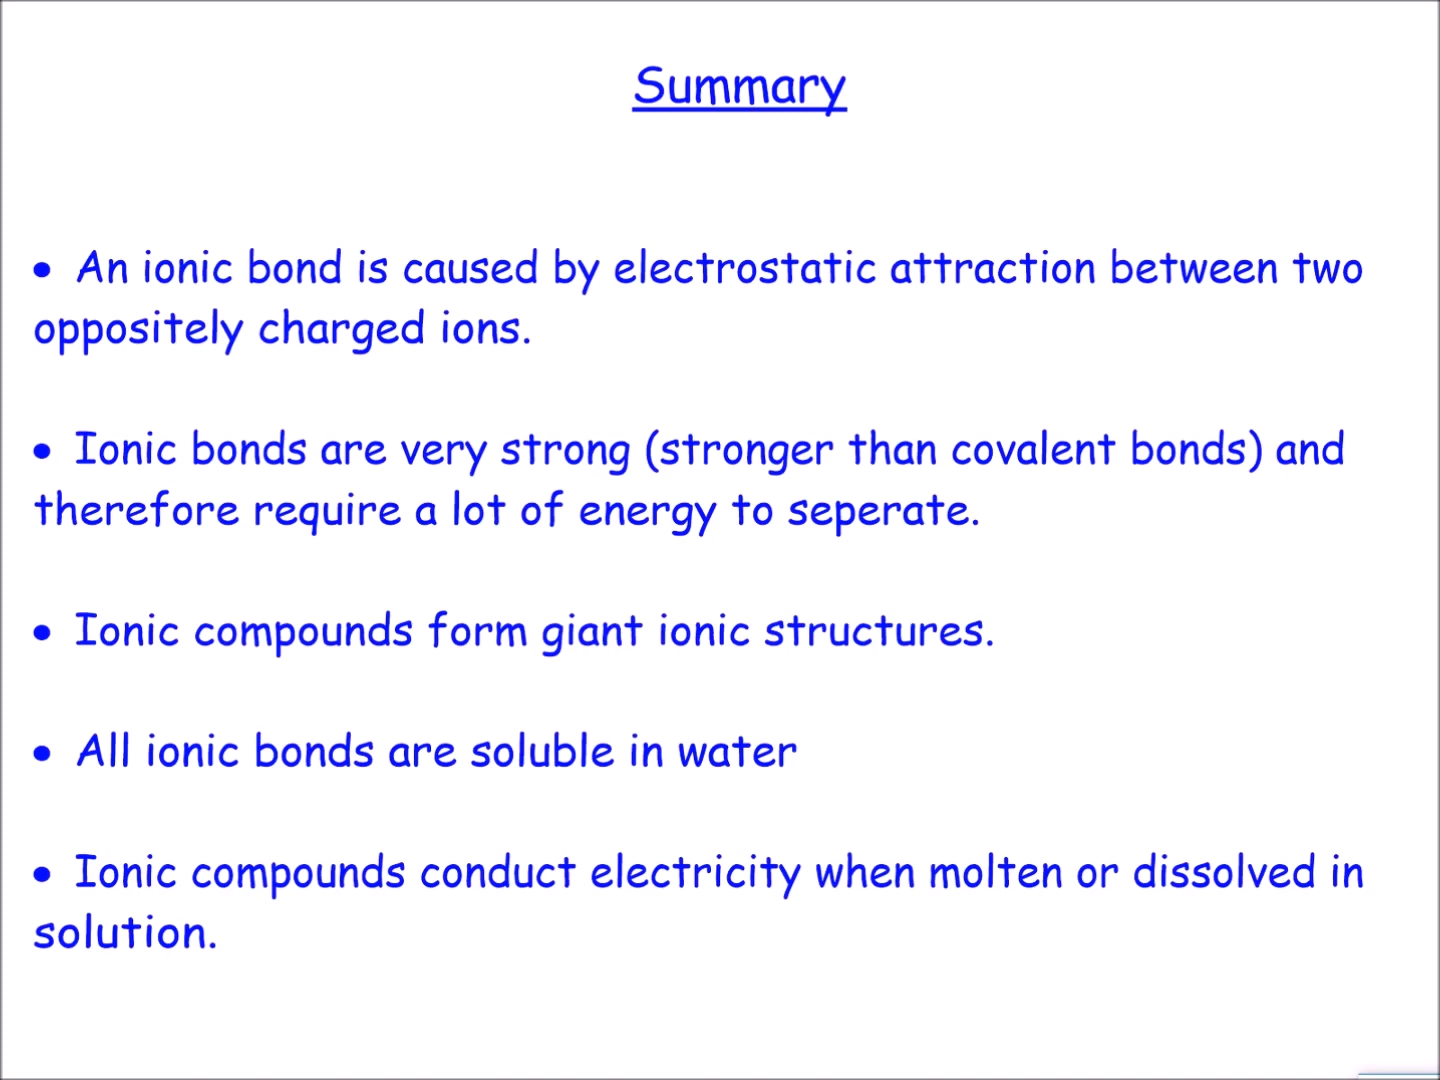 Summary
• An ionic bond is caused by electrostatic attraction between two
oppositely charged ions.
• Ionic bonds are very strong (stronger than covalent bonds) and
therefore require a lot of energy to seperate.
• Ionic compounds form giant ionic structures.
• All ionic bonds are soluble in water
• Ionic compounds conduct electricity when molten or dissolved in
solution.